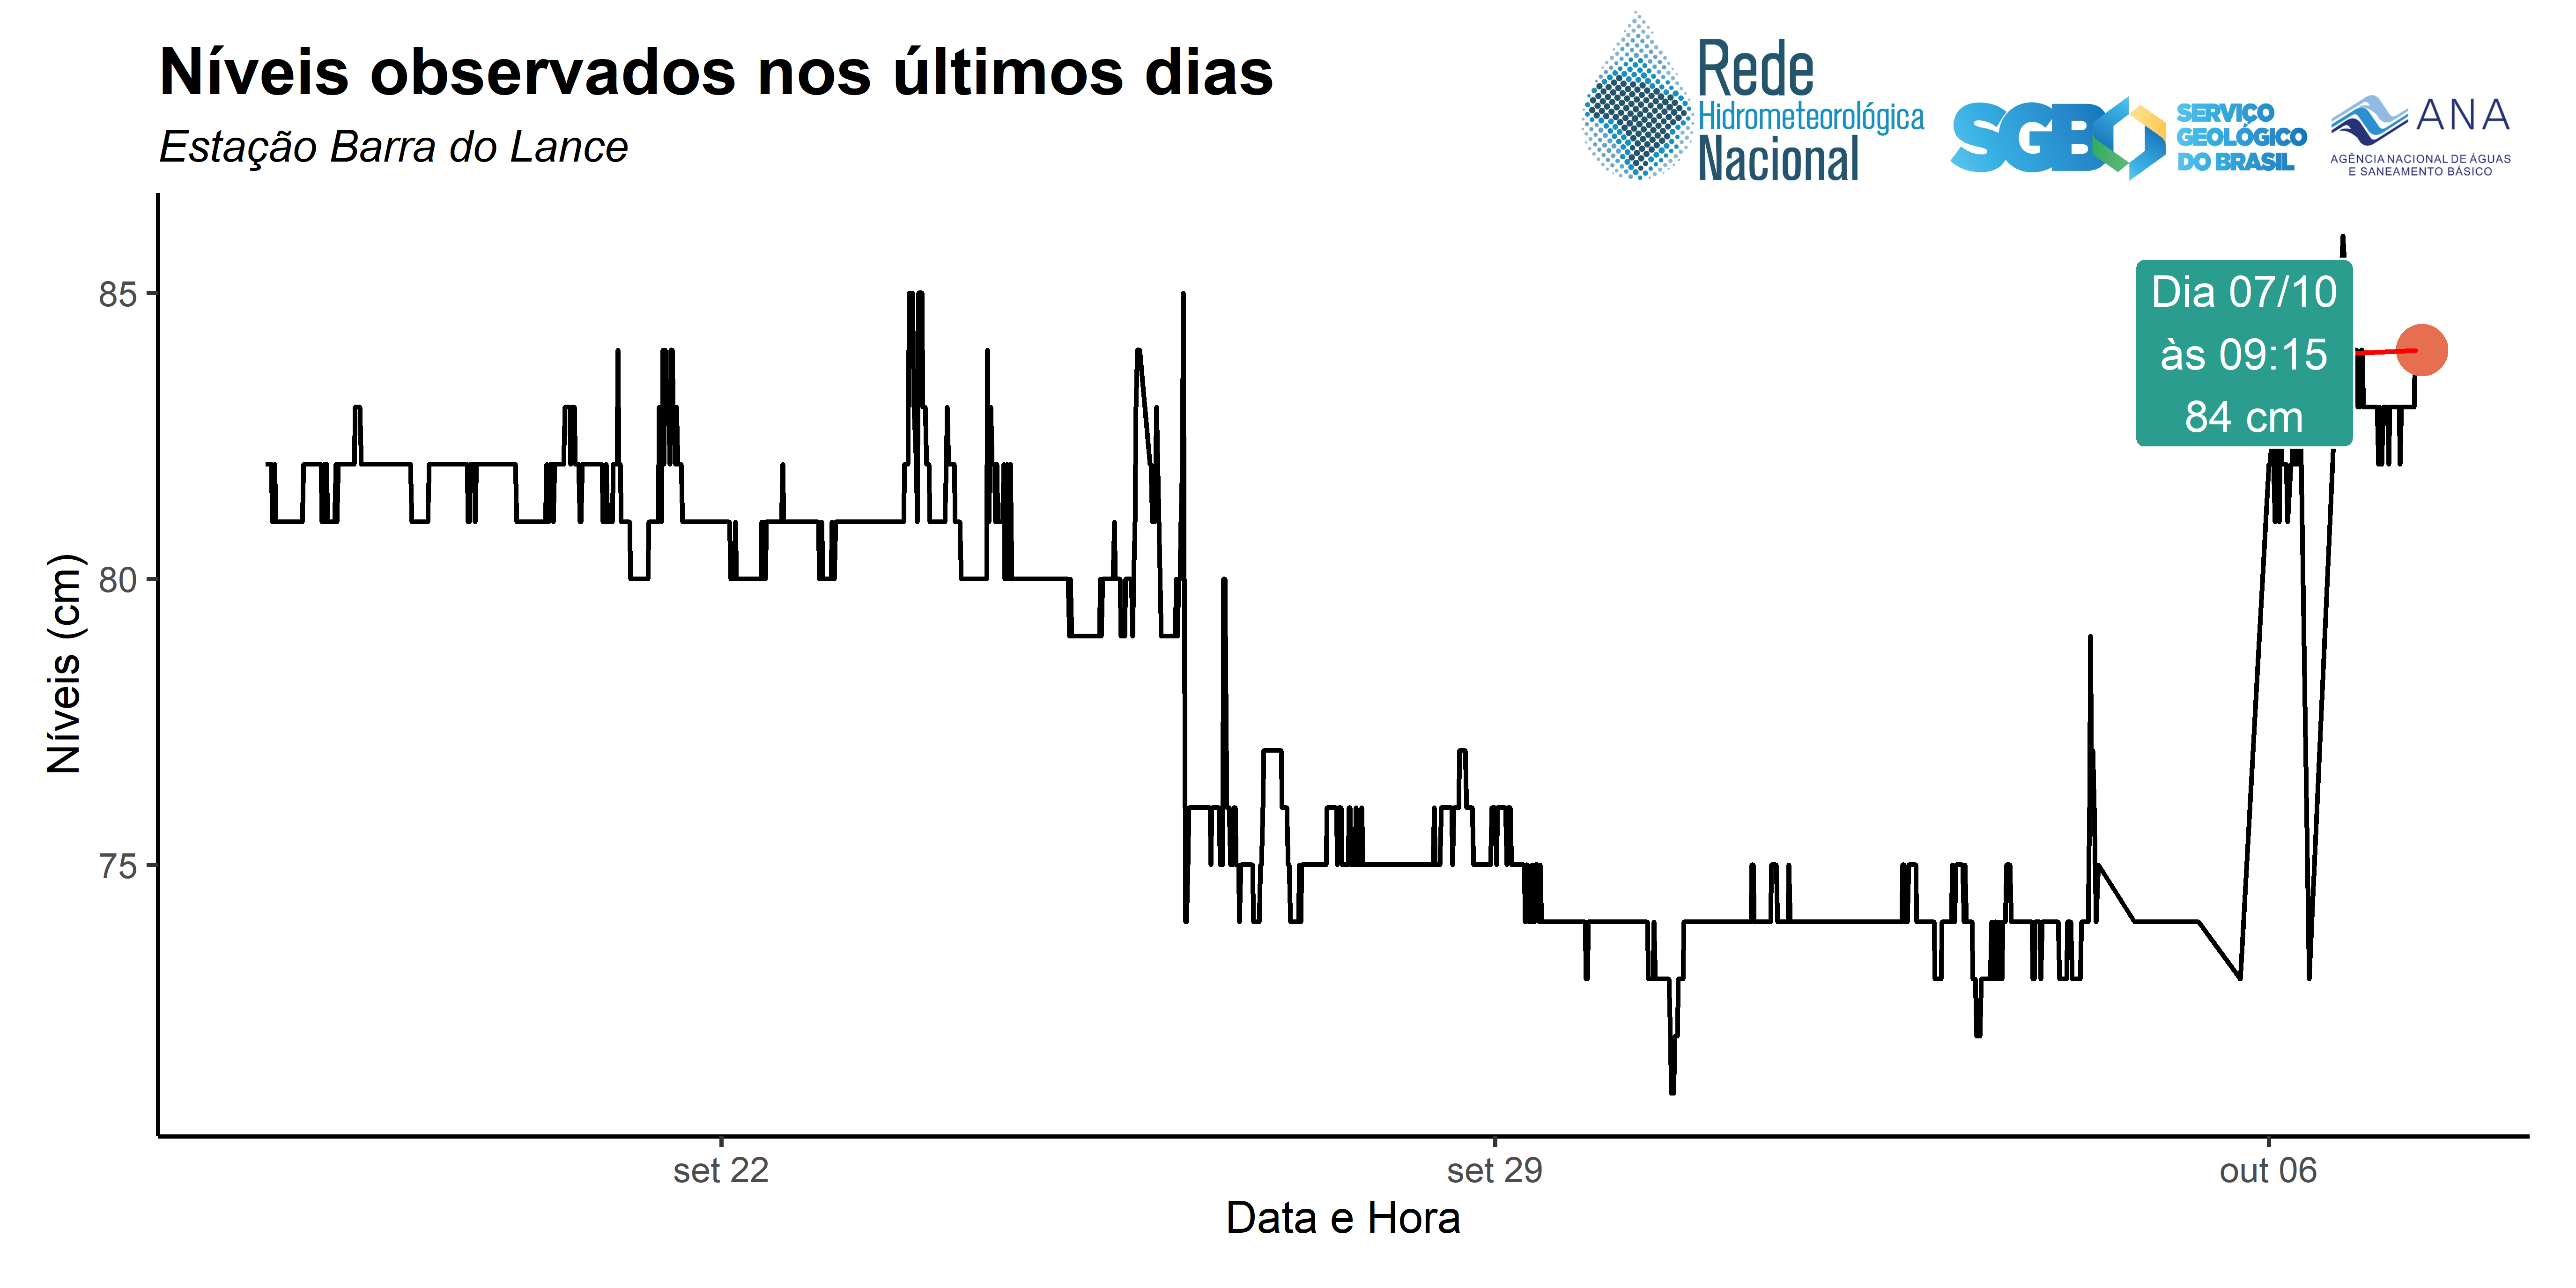 Níveis observados nos últimos dias
Estação Barra do Lance
Rede
Hidrometeorológica
Nacional
SGB
SERVIÇO
GEOLÓGICO
DO BRASIL
ANA
AGÊNCIA NACIONAL DE ÁGUAS
E SANEAMENTO BÁSICO
Níveis (cm)
85
80
75
Dia 07/10
às 09:15
84 cm
set 22
set 29
out 06
Data e Hora